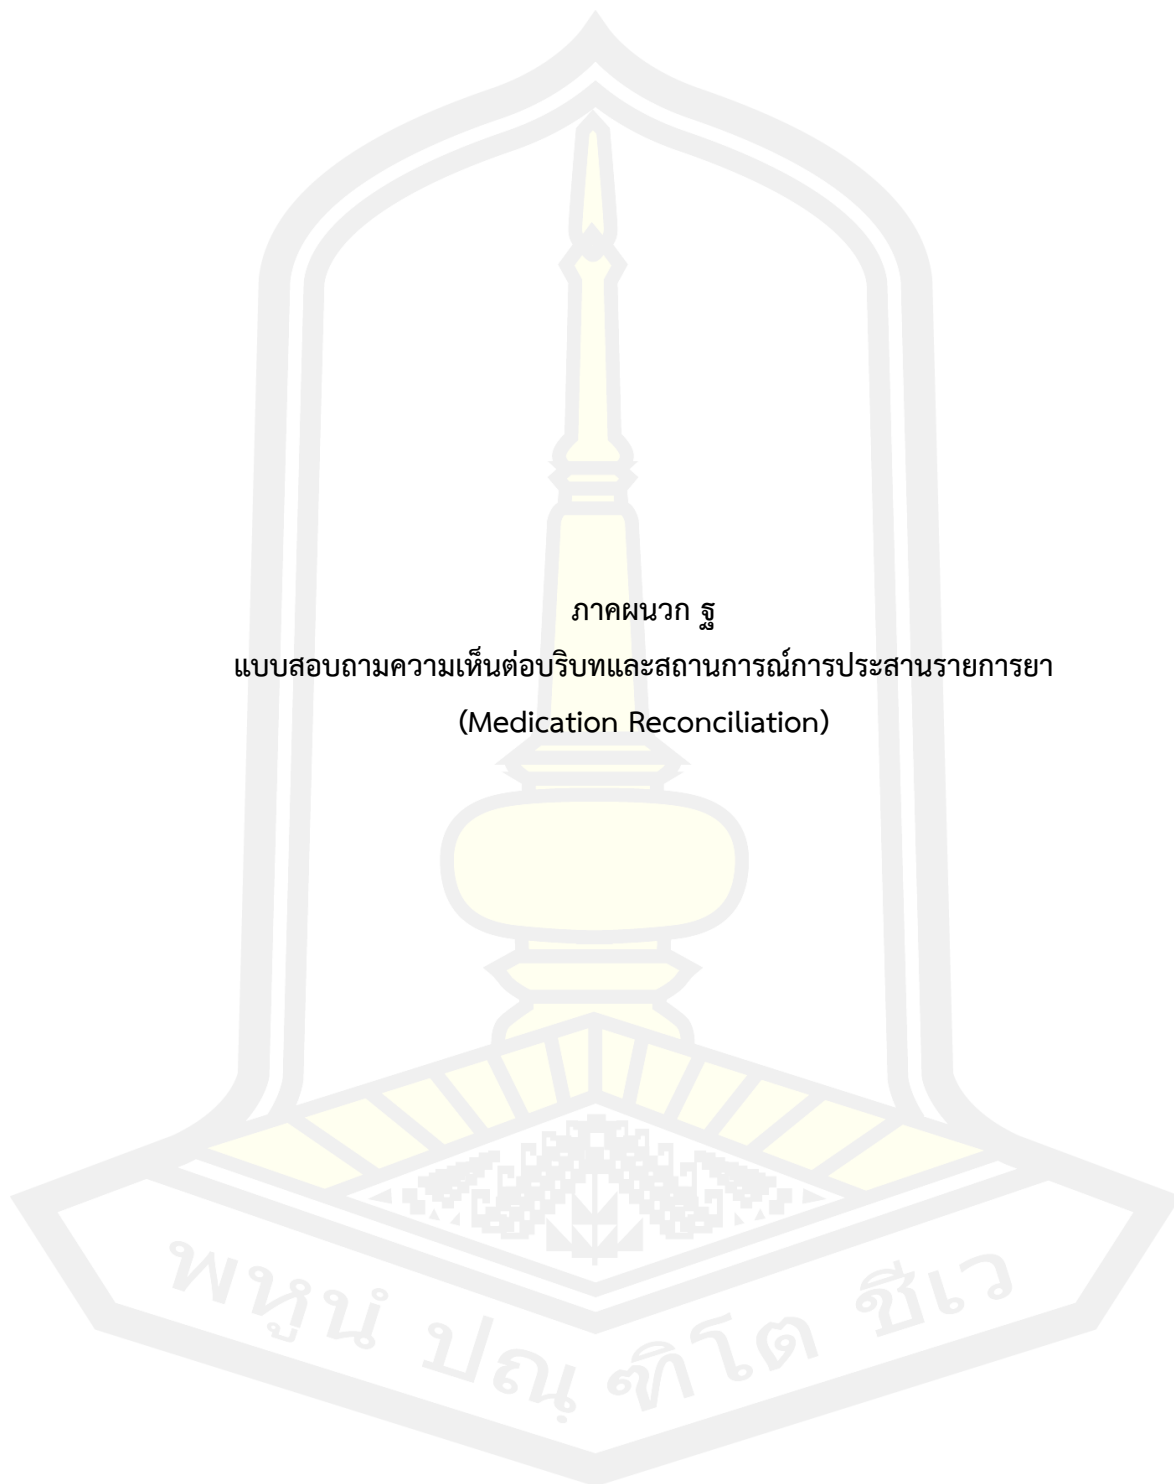 ภาคผนวก ฐ
แบบสอบถามความเห็นต่อบริบทและสถานการณ์การประสานรายการยา
(Medication Reconciliation)
พหูนํ ปณฺฑิโต ชีเว